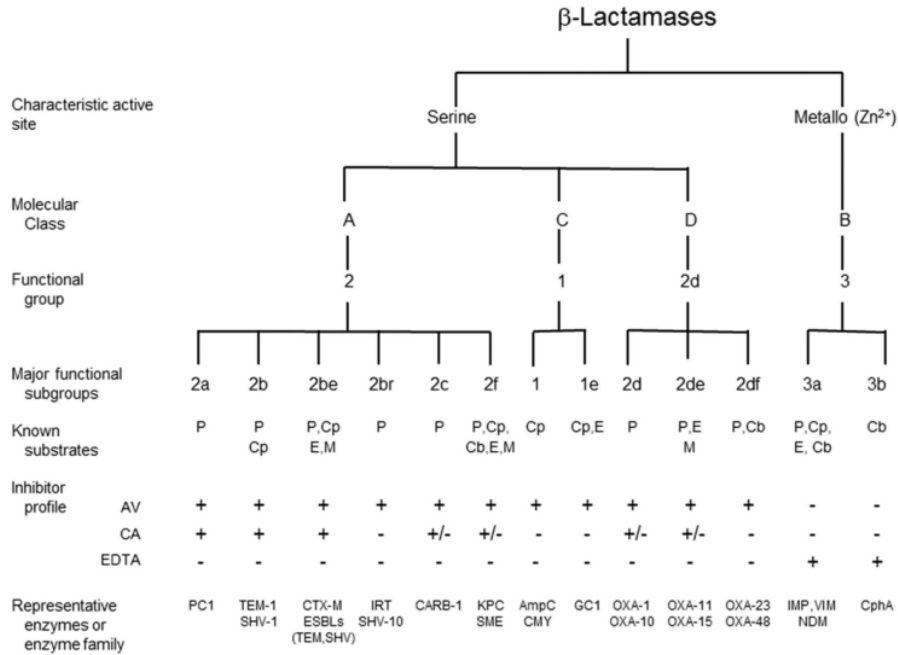 β-Lactamases
Characteristic active
site
Serine
Metallo (Zn²⁺)
Molecular
Class
A
C
D
B
Functional
group
2
1
2d
3
Major functional
subgroups
2a
2b
2be
2br
2c
2f
1
1e
2d
2de
2df
3a
3b
Known
substrates
P
P
Cp
P,Cp
E,M
P
P
P,Cp,
Cb,E,M
Cp
Cp,E
P
P,E
M
P,Cb
P,Cp,
E, Cb
Cb
Inhibitor
profile
AV + + + + + + + + + + + - -
CA + + + - +/- +/- - - +/- +/- - - -
EDTA - - - - - - - - - - - + +
Representative
enzymes or
enzyme family
PC1
TEM-1
SHV-1
CTX-M
ESBLs
(TEM,SHV)
IRT
SHV-10
CARB-1
KPC
SME
AmpC
CMY
GC1
OXA-1
OXA-10
OXA-11
OXA-15
OXA-23
OXA-48
IMP,VIM
NDM
CphA